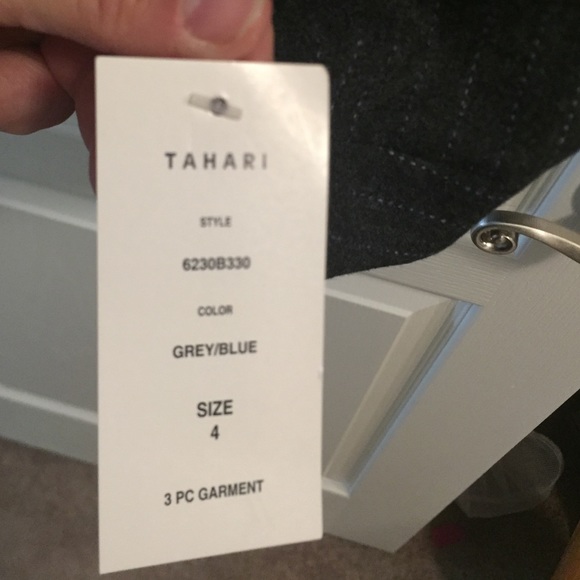 TAHARI
STYLE
6230B330
COLOR
GREY/BLUE
SIZE
4
3 PC GARMENT